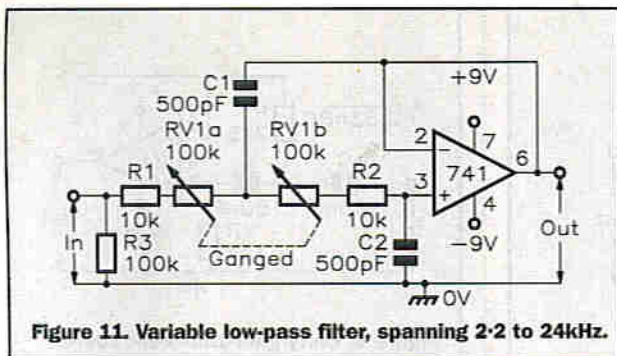 C1
500pF
+9V
RV1a
100k
RV1b
100k
2
7
R1
R2
3
741
6
10k
10k
4
In
R3
100k
Ganged
C2
500pF
-9V
Out
0V
Figure 11. Variable low-pass filter, spanning 2·2 to 24kHz.